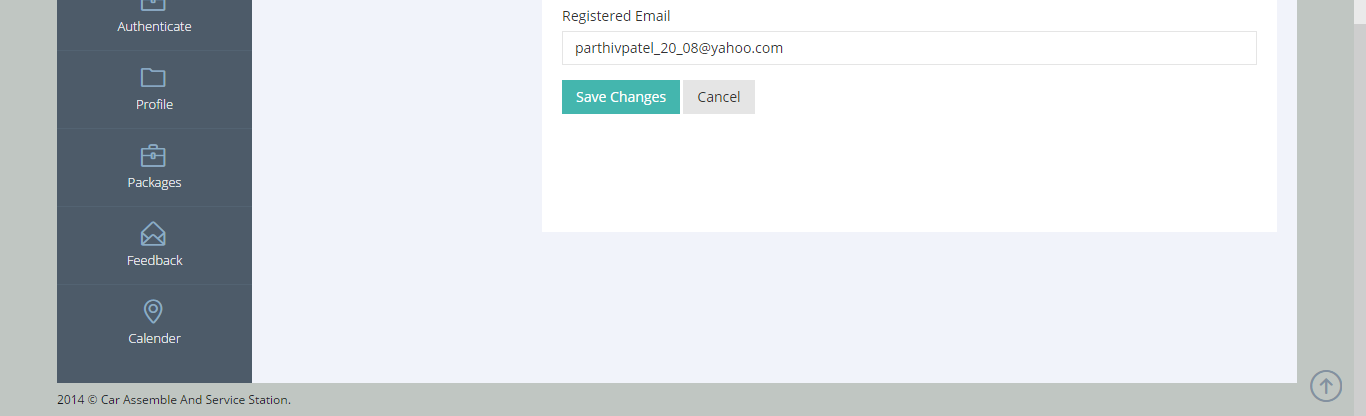 Authenticate
Profile
Packages
Feedback
Calender
Registered Email
parthivpatel_20_08@yahoo.com
Save Changes
Cancel
2014 © Car Assemble And Service Station.